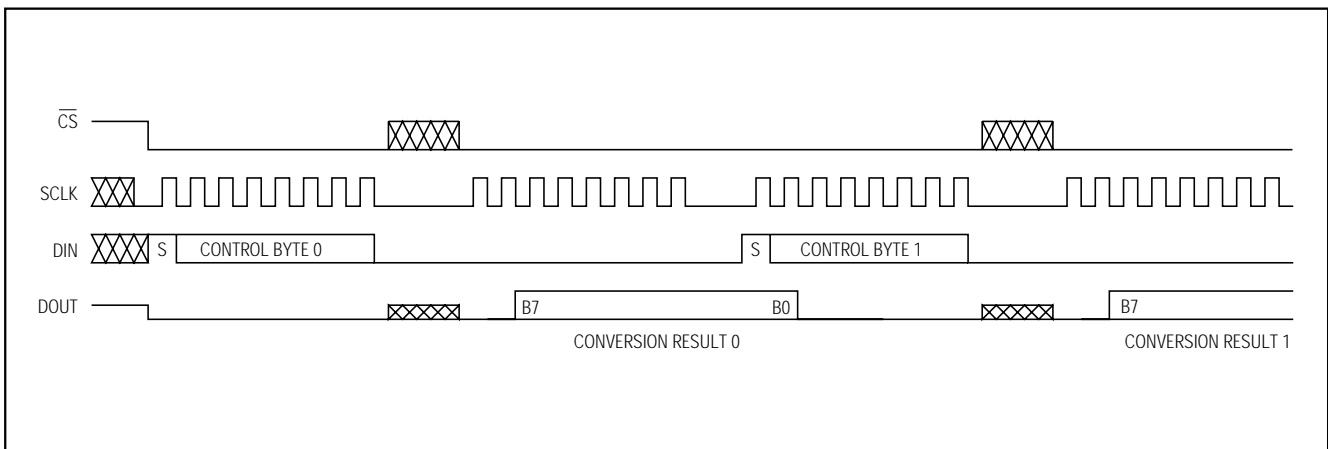 CS
SCLK
DIN S CONTROL BYTE 0 S CONTROL BYTE 1
DOUT B7 B0 B7
CONVERSION RESULT 0 CONVERSION RESULT 1